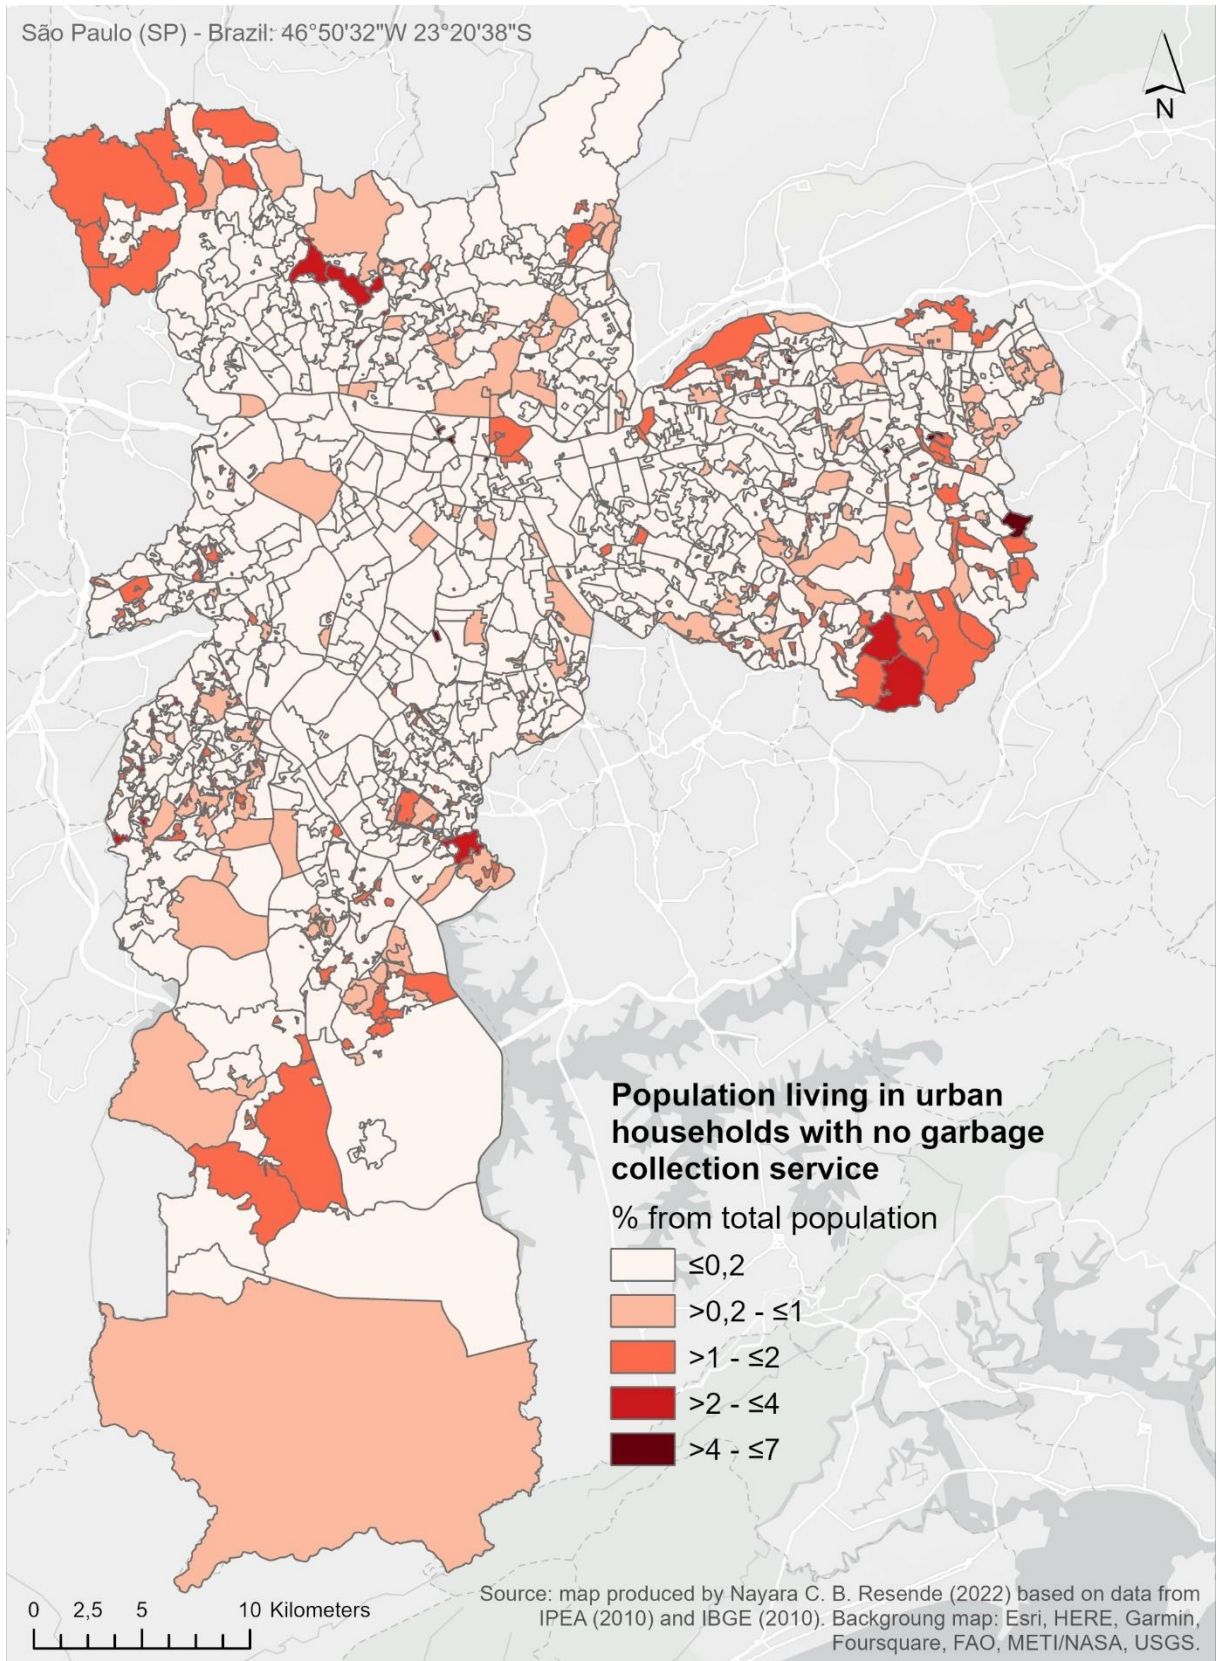 São Paulo (SP) - Brazil: 46°50'32"W 23°20'38"S
N
Population living in urban
households with no garbage
collection service
% from total population
≤0,2
>0,2 - ≤1
>1 - ≤2
>2 - ≤4
>4 - ≤7
0 2,5 5 10 Kilometers
Source: map produced by Nayara C. B. Resende (2022) based on data from
IPEA (2010) and IBGE (2010). Backgroung map: Esri, HERE, Garmin,
Foursquare, FAO, METI/NASA, USGS.